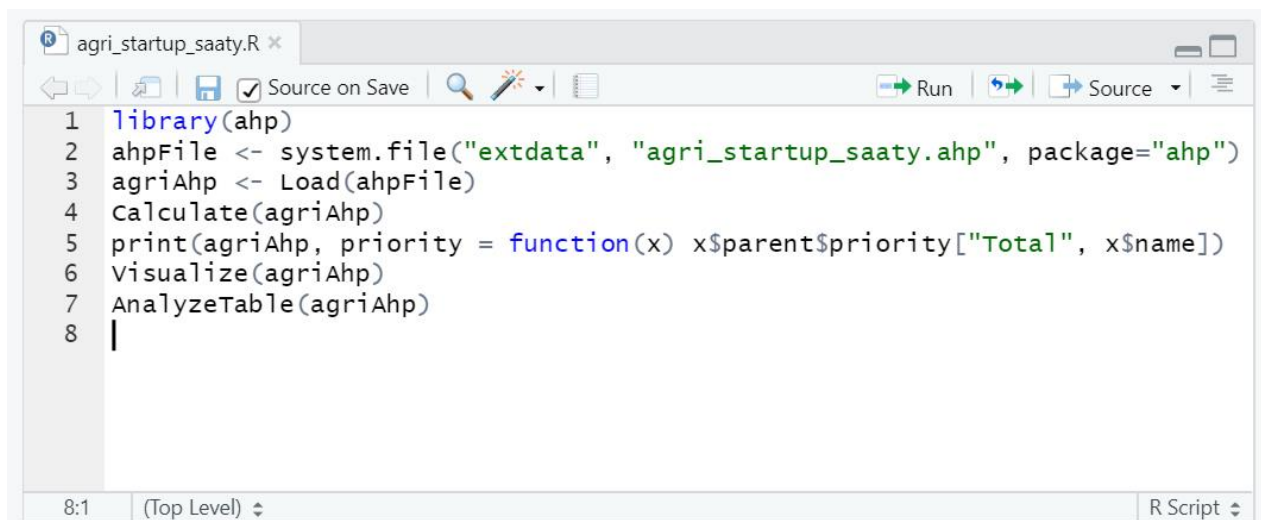 agri_startup_saaty.R
Source on Save Run Source
1 library(ahp)
2 ahpFile <- system.file("extdata", "agri_startup_saaty.ahp", package="ahp")
3 agriAhp <- Load(ahpFile)
4 Calculate(agriAhp)
5 print(agriAhp, priority = function(x) x$parent$priority["Total", x$name])
6 Visualize(agriAhp)
7 AnalyzeTable(agriAhp)
8
8:1 (Top Level) R Script